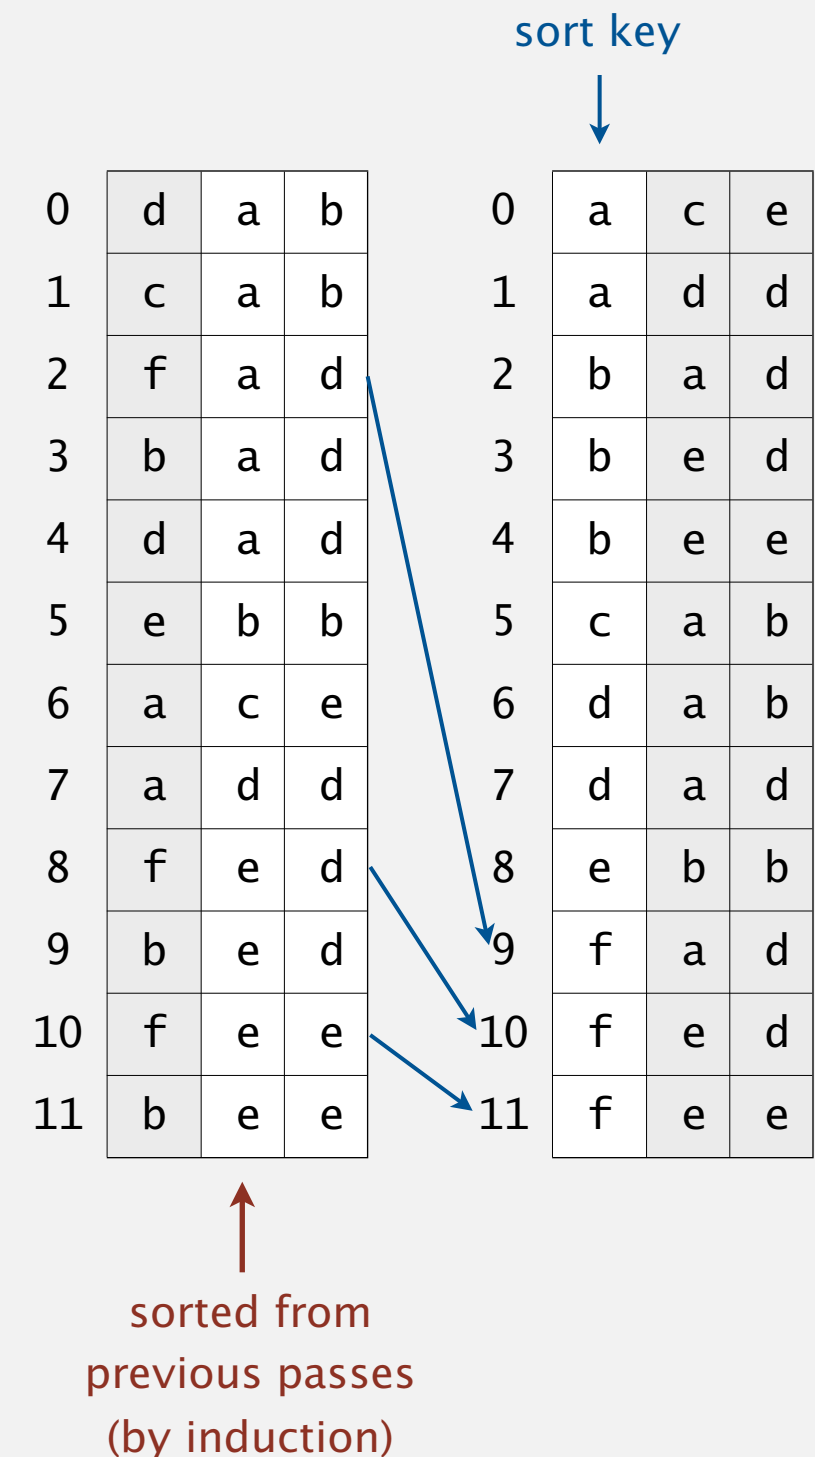 sort key
0 d a b 0 a c e
1 c a b 1 a d d
2 f a d 2 b a d
3 b a d 3 b e d
4 d a d 4 b e e
5 e b b 5 c a b
6 a c e 6 d a b
7 a d d 7 d a d
8 f e d 8 e b b
9 b e d 9 f a d
10 f e e 10 f e d
11 b e e 11 f e e
sorted from
previous passes
(by induction)